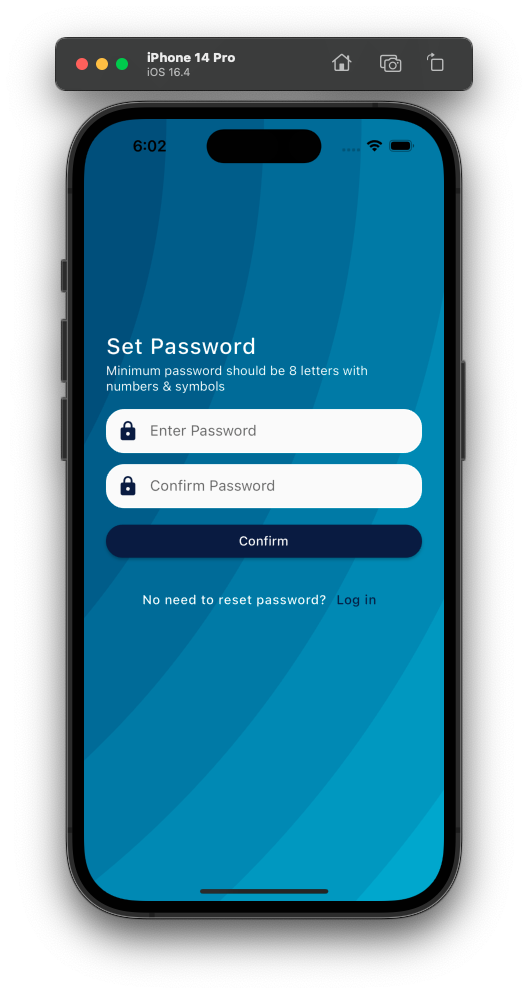 iPhone 14 Pro
iOS 16.4
6:02
Set Password
Minimum password should be 8 letters with
numbers & symbols
Enter Password
Confirm Password
Confirm
No need to reset password? Log in